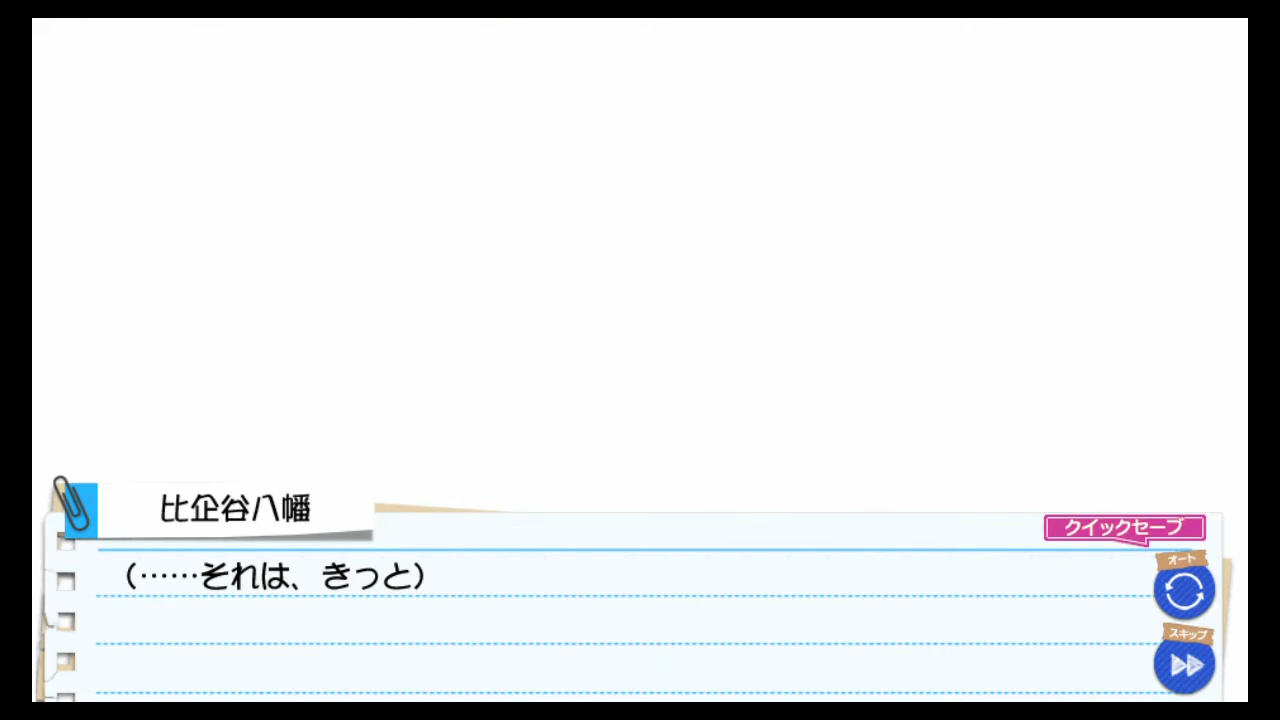 比企谷八幡
クイックセーブ
(……それは、きっと)
オート
スキップ